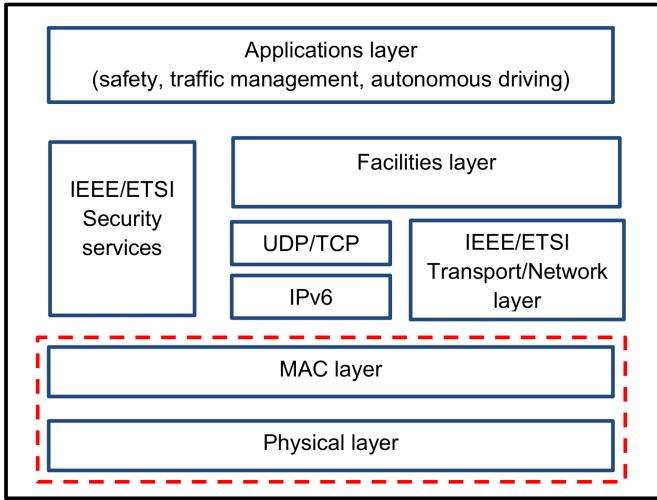 Applications layer
(safety, traffic management, autonomous driving)
IEEE/ETSI
Security
services
Facilities layer
UDP/TCP
IPv6
IEEE/ETSI
Transport/Network
layer
MAC layer
Physical layer